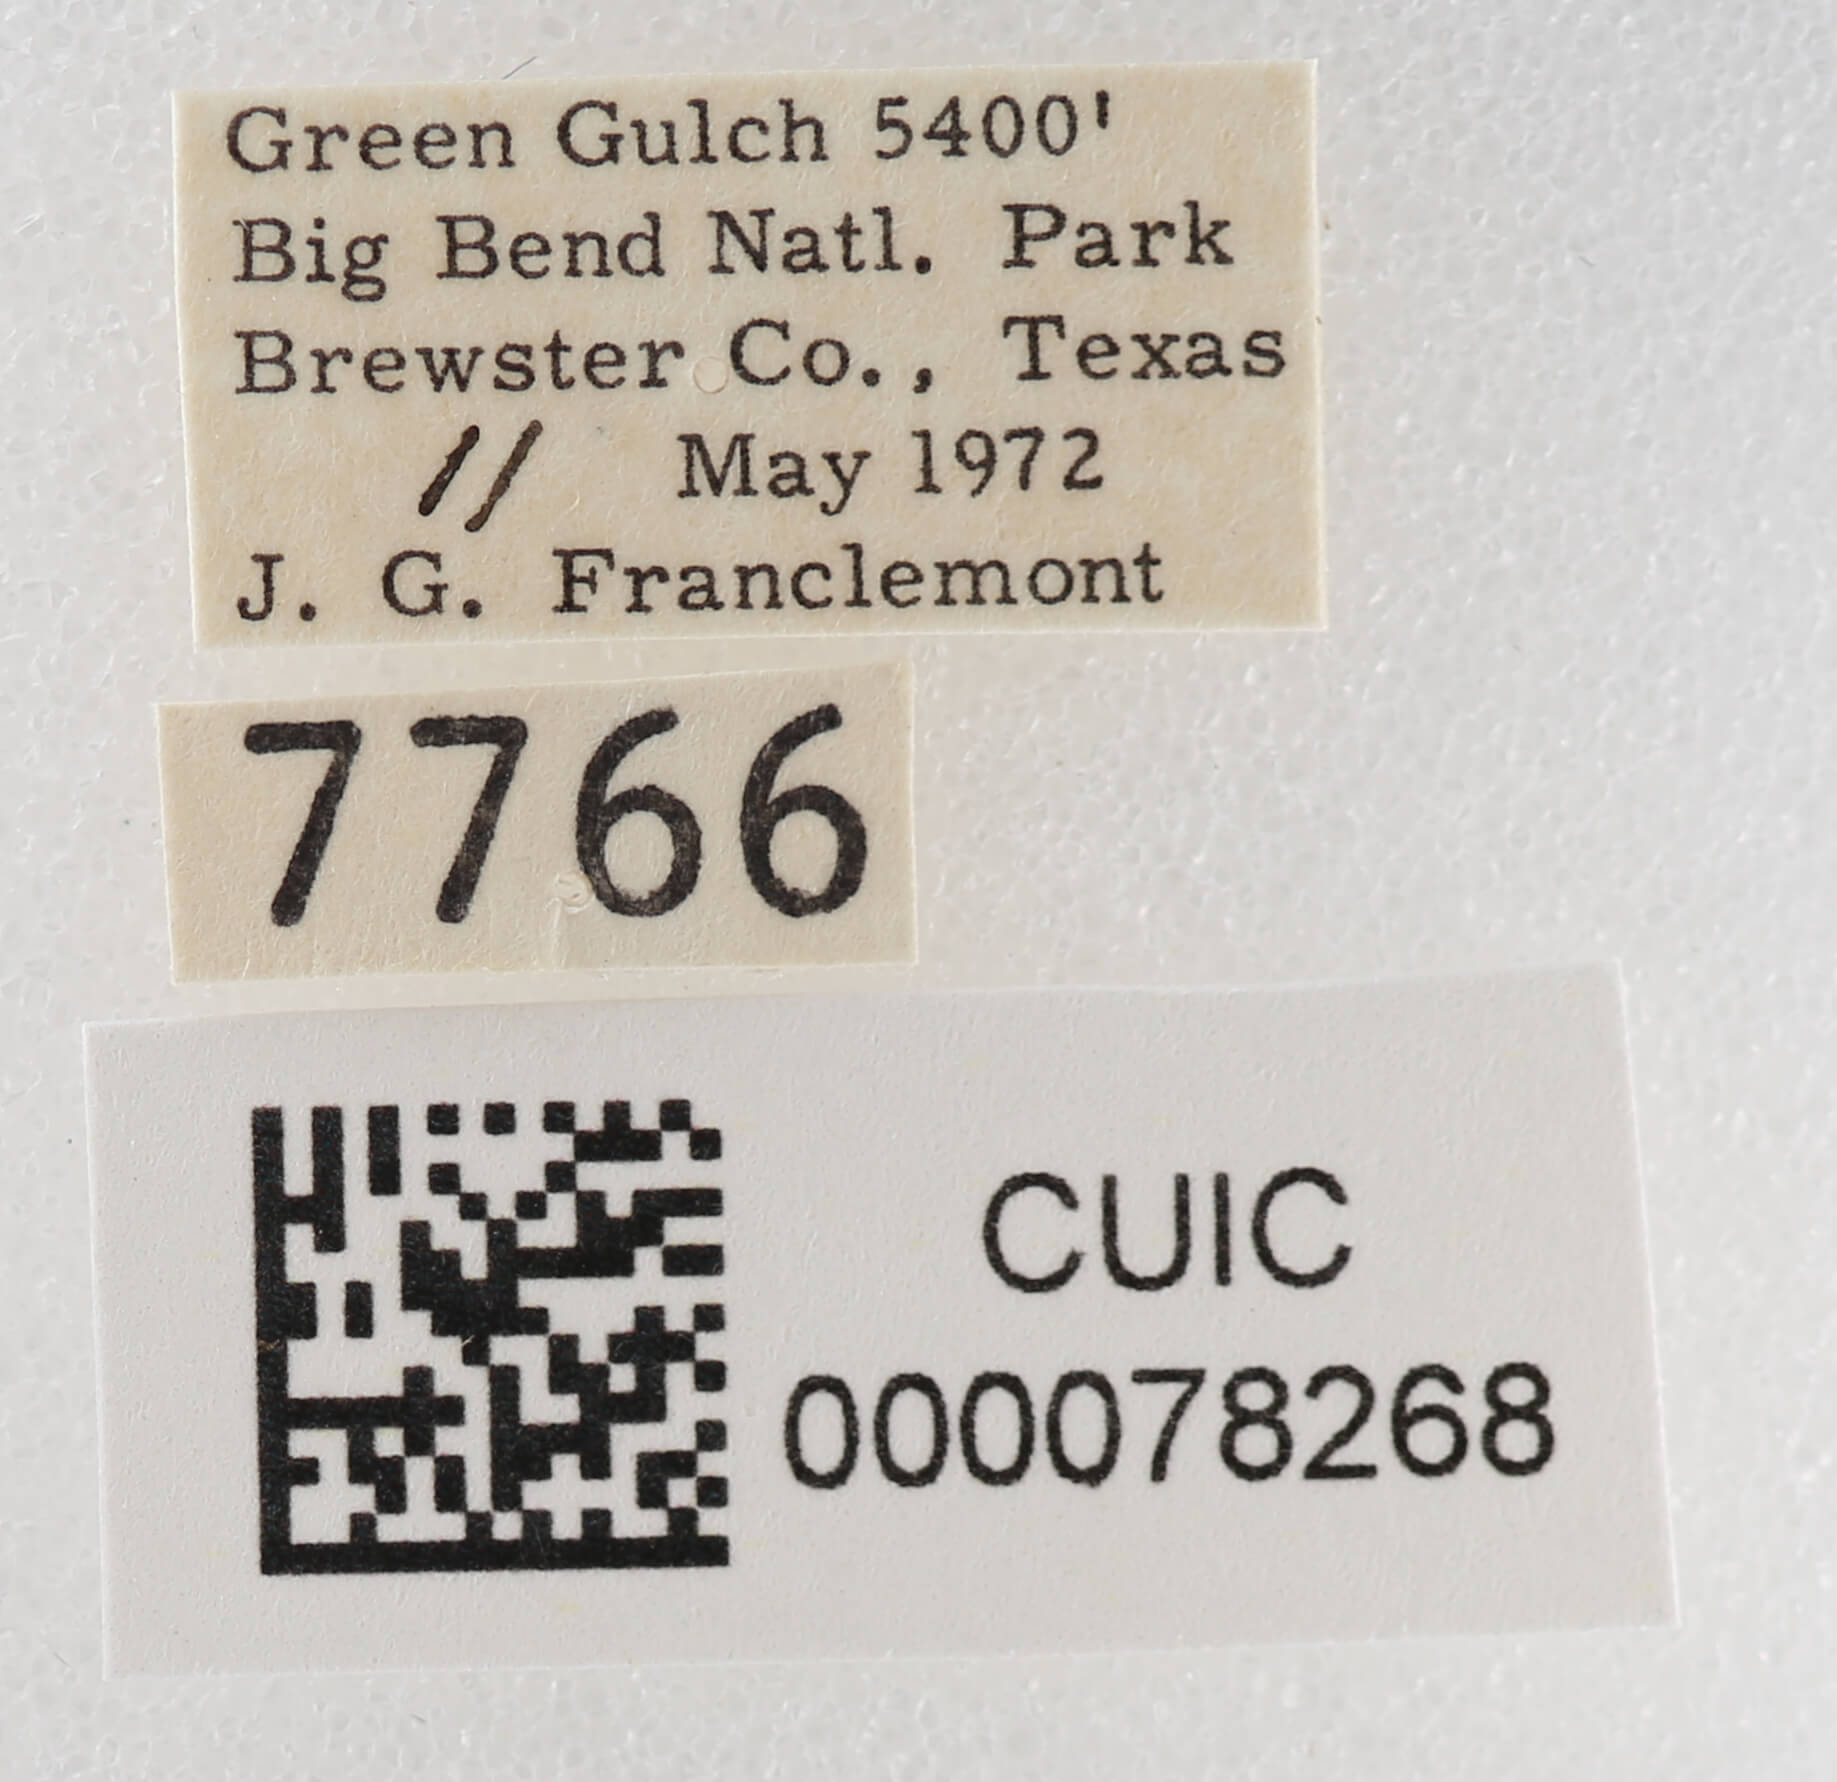 Green Gulch 5400'
Big Bend Natl. Park
Brewster Co., Texas
11 May 1972
J. G. Franclemont
7766
CUIC
000078268